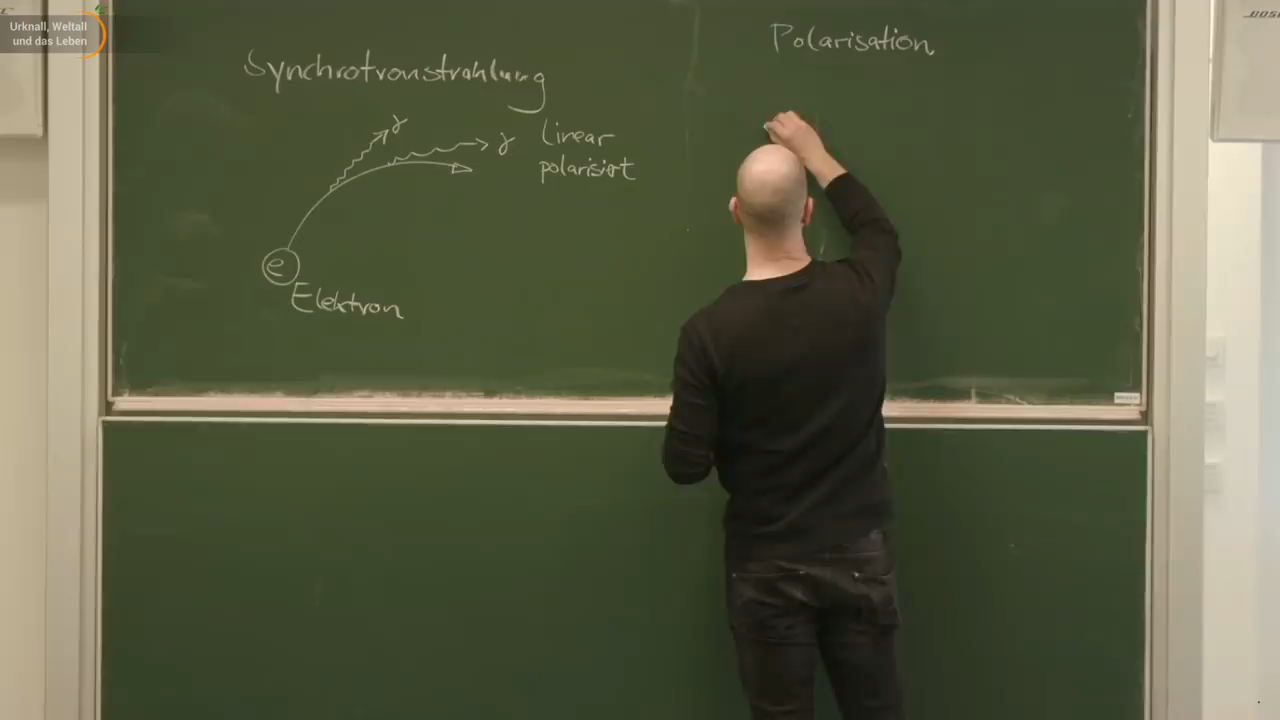 Urknall, Weltall
und das Leben
Polarisation
Synchrotronstrahlung
γ
γ
linear
polarisiert
e
Elektron